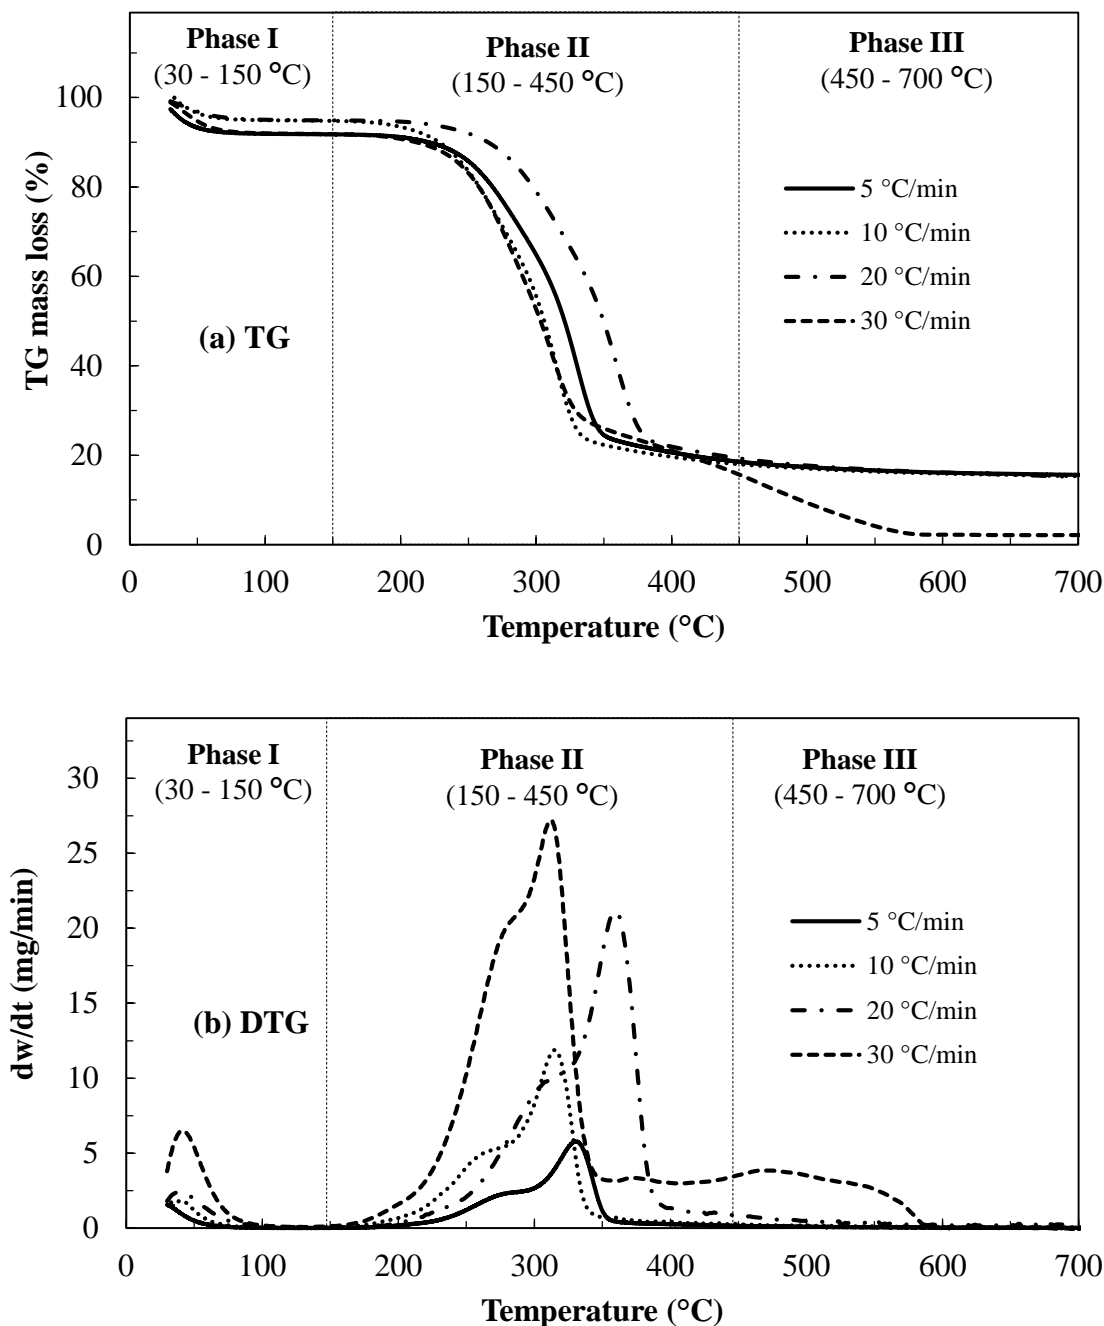 Phase I
(30 - 150 °C)
Phase II
(150 - 450 °C)
Phase III
(450 - 700 °C)
100
80
60
40
20
0
TG mass loss (%)
5 °C/min
10 °C/min
20 °C/min
30 °C/min
(a) TG
0 100 200 300 400 500 600 700
Temperature (°C)
Phase I
(30 - 150 °C)
Phase II
(150 - 450 °C)
Phase III
(450 - 700 °C)
30
25
20
15
10
5
0
dw/dt (mg/min)
5 °C/min
10 °C/min
20 °C/min
30 °C/min
(b) DTG
0 100 200 300 400 500 600 700
Temperature (°C)